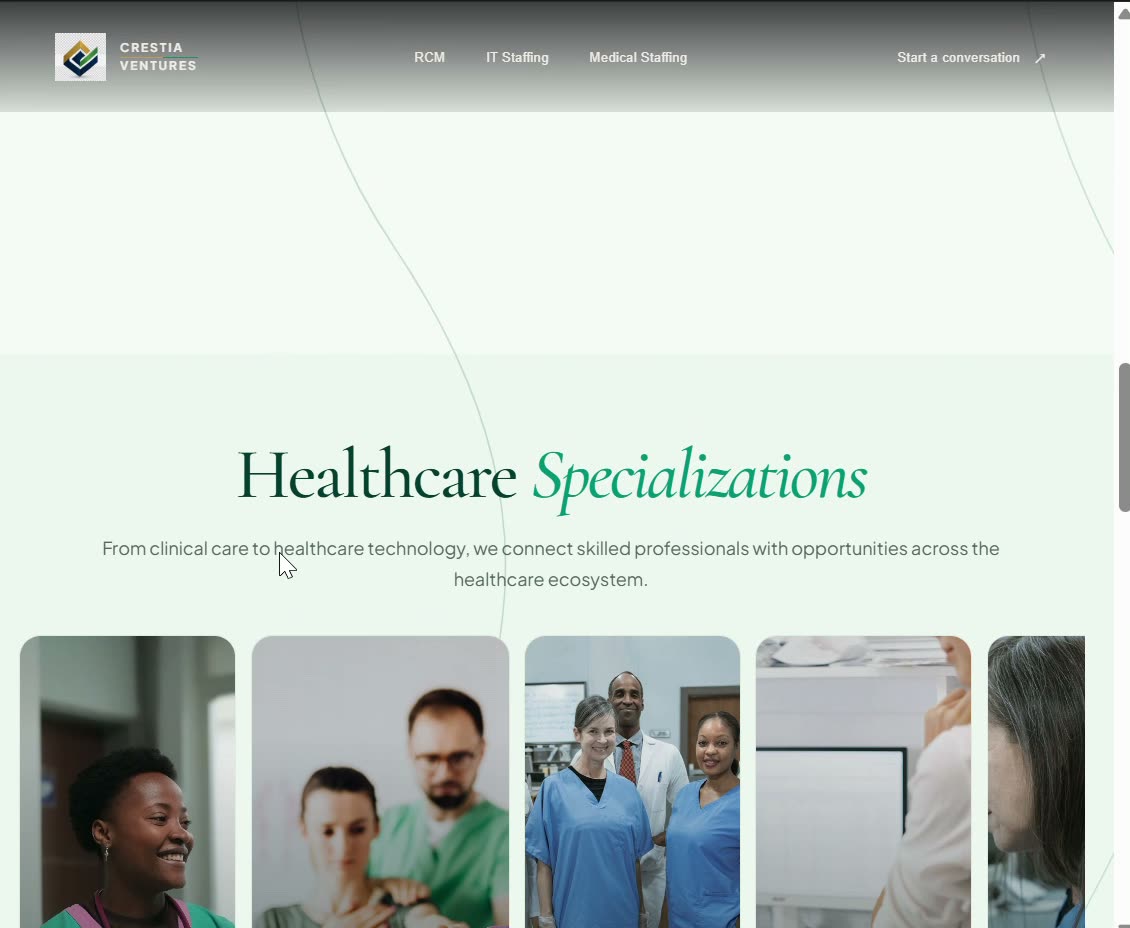 CRESTIA
VENTURES
RCM
IT Staffing
Medical Staffing
Start a conversation ↗
Healthcare Specializations
From clinical care to healthcare technology, we connect skilled professionals with opportunities across the
healthcare ecosystem.